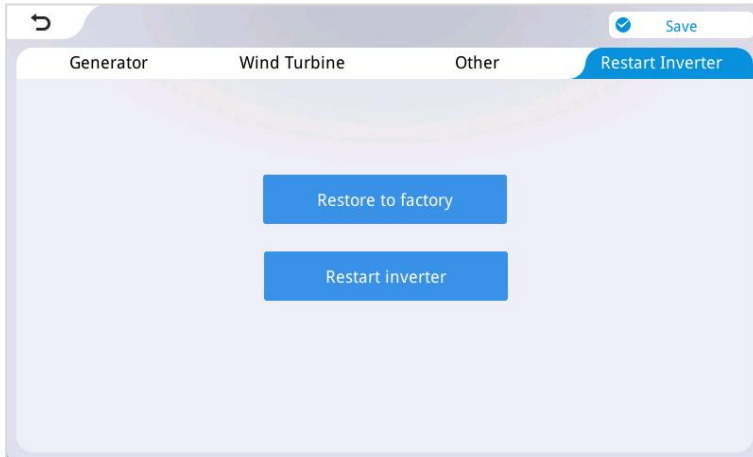 Save
Generator Wind Turbine Other Restart Inverter
Restore to factory
Restart inverter